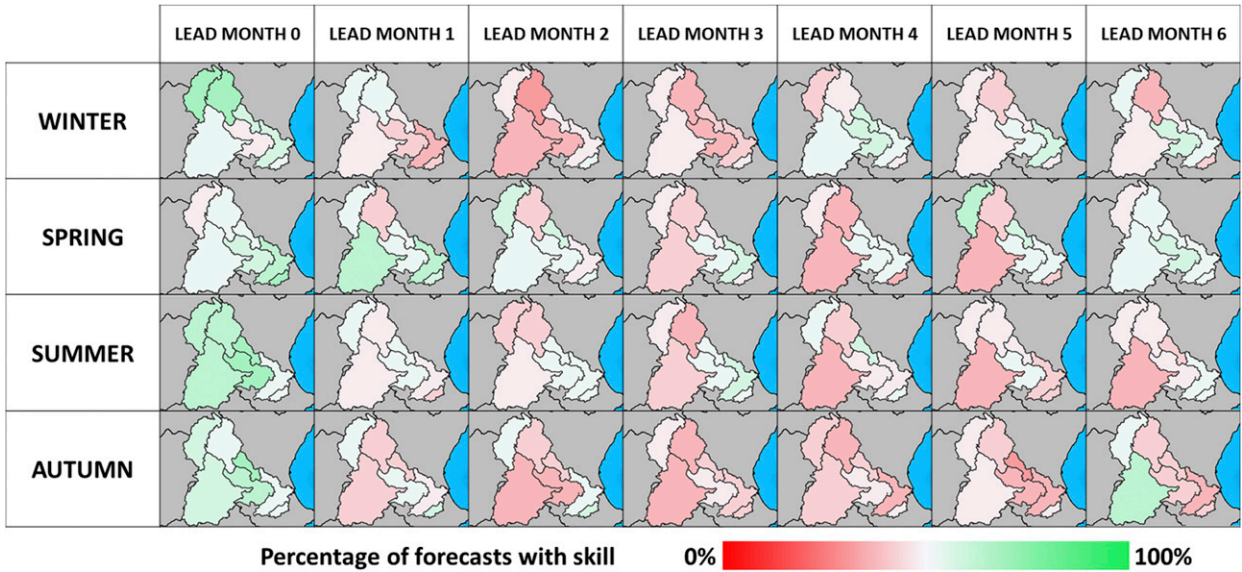 LEAD MONTH 0 LEAD MONTH 1 LEAD MONTH 2 LEAD MONTH 3 LEAD MONTH 4 LEAD MONTH 5 LEAD MONTH 6
WINTER
SPRING
SUMMER
AUTUMN
Percentage of forecasts with skill 0% 100%